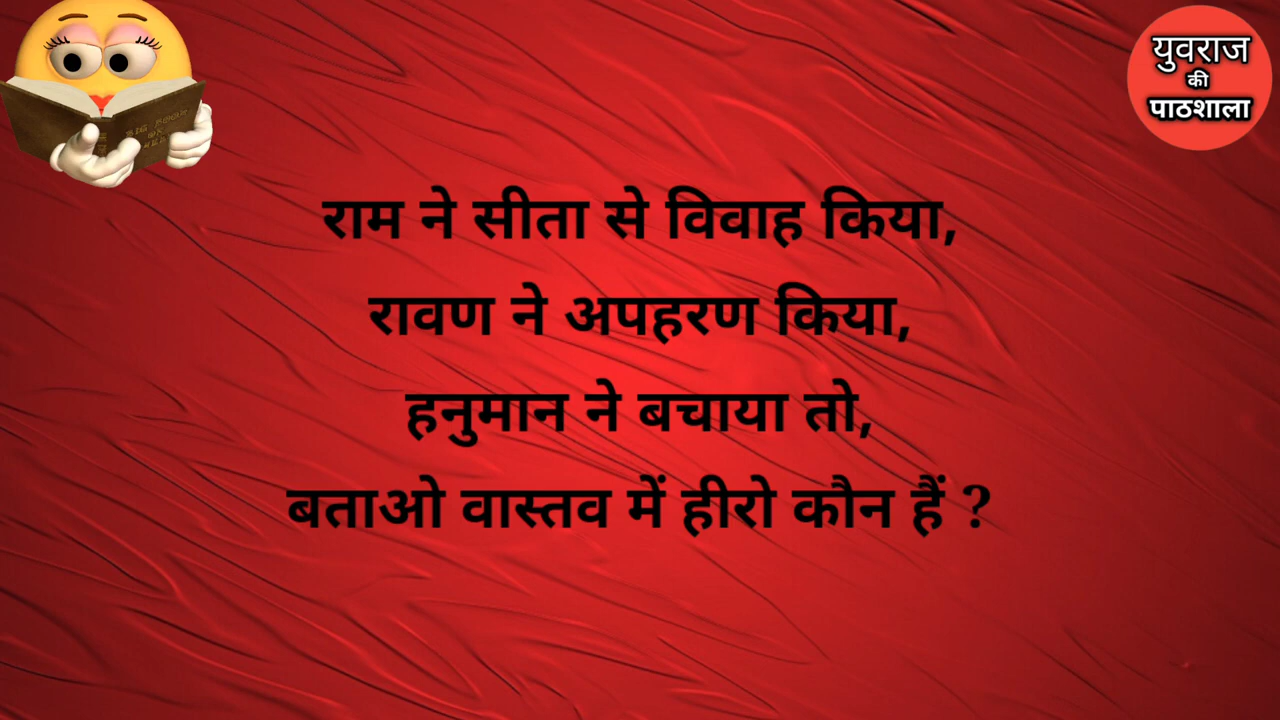 युवराज
की
पाठशाला
राम ने सीता से विवाह किया,
रावण ने अपहरण किया,
हनुमान ने बचाया तो,
बताओ वास्तव में हीरो कौन हैं ?